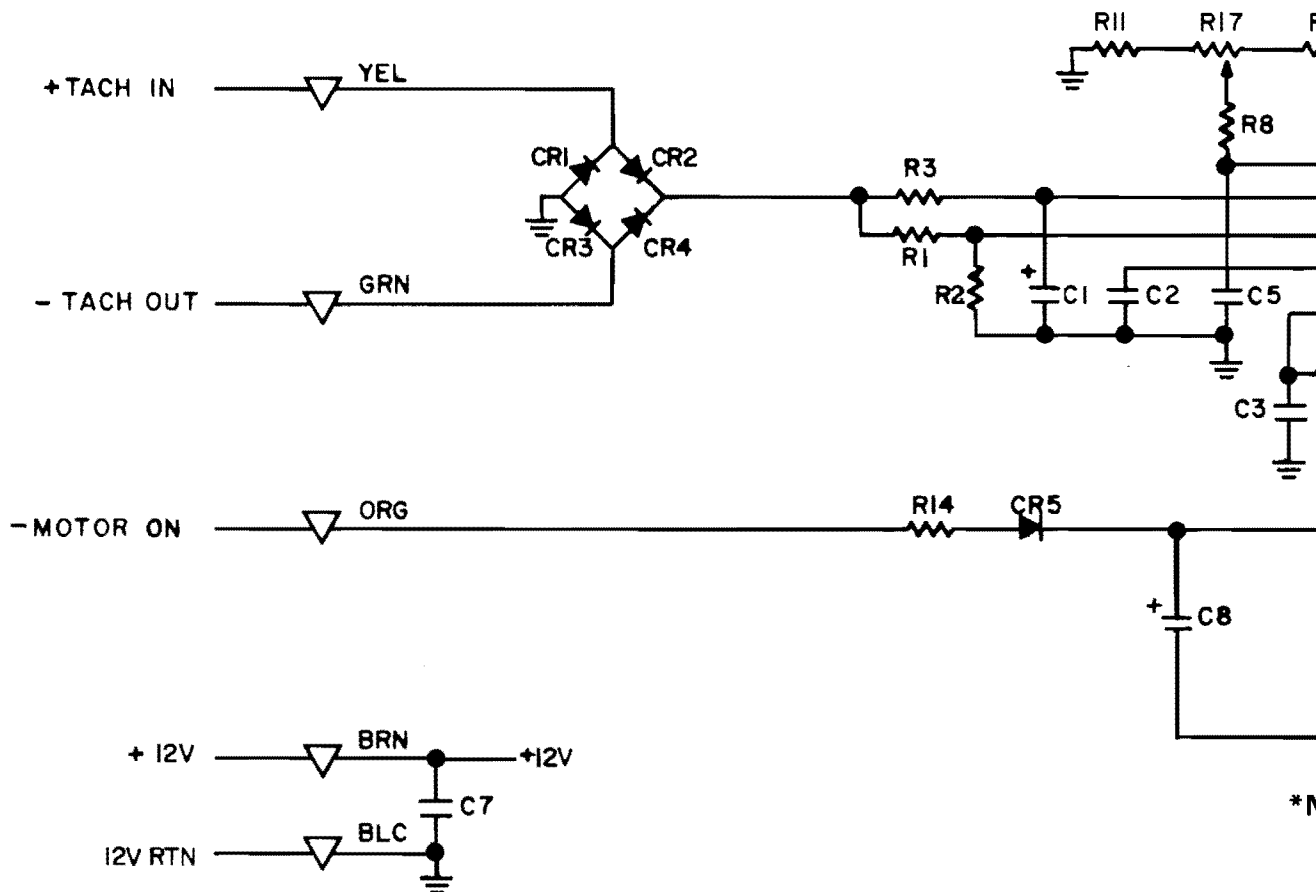 R11 R17 R
+ TACH IN YEL
R8
CR1 CR2
R3
CR3 CR4
R1
- TACH OUT GRN
R2 + C1 C2 C5
C3
-MOTOR ON ORG R14 CR5
+ C8
+ 12V BRN +12V
C7
*N
12V RTN BLC